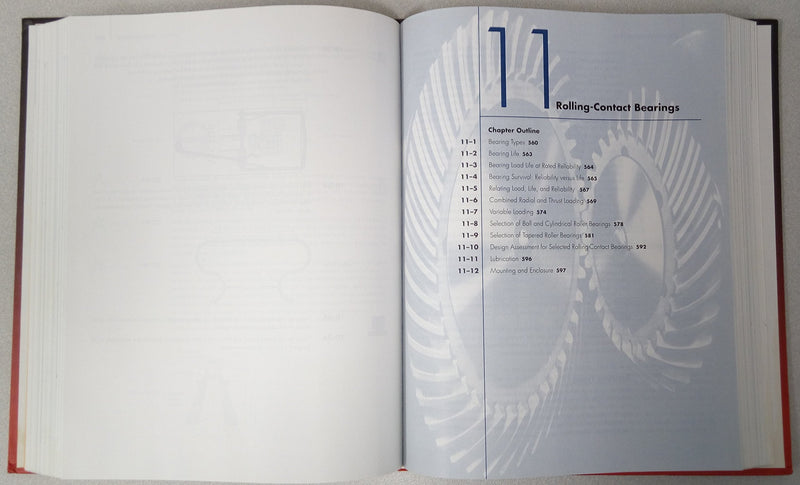 11
Rolling-Contact Bearings
Chapter Outline
11–1 Bearing Types 560
11–2 Bearing Life 563
11–3 Bearing Load Life at Rated Reliability 564
11–4 Bearing Survival: Reliability versus Life 565
11–5 Relating Load, Life, and Reliability 567
11–6 Combined Radial and Thrust Loading 569
11–7 Variable Loading 574
11–8 Selection of Ball and Cylindrical Roller Bearings 578
11–9 Selection of Tapered Roller Bearings 581
11–10 Design Assessment for Selected Rolling-Contact Bearings 592
11–11 Lubrication 596
11–12 Mounting and Enclosure 597